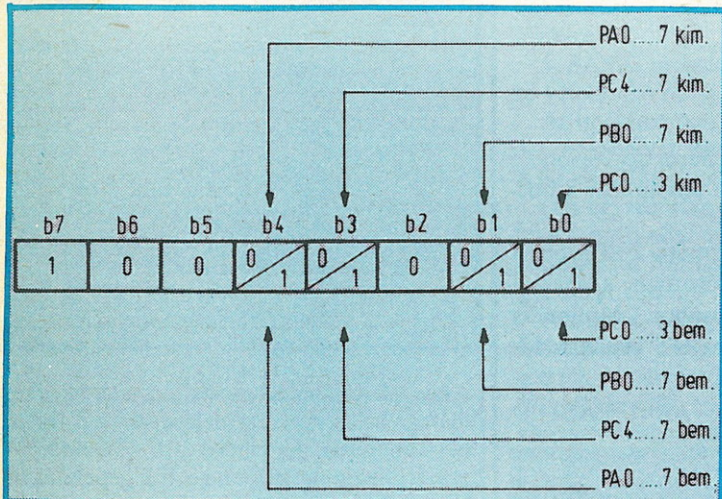 PA0.....7 kim.
PC4.....7 kim.
PB0.....7 kim.
PC0.....3 kim.
b7 b6 b5 b4 b3 b2 b1 b0
1 0 0 0/1 0/1 0 0/1 0/1
PC0.....3 bem.
PB0.....7 bem.
PC4.....7 bem.
PA0.....7 bem.